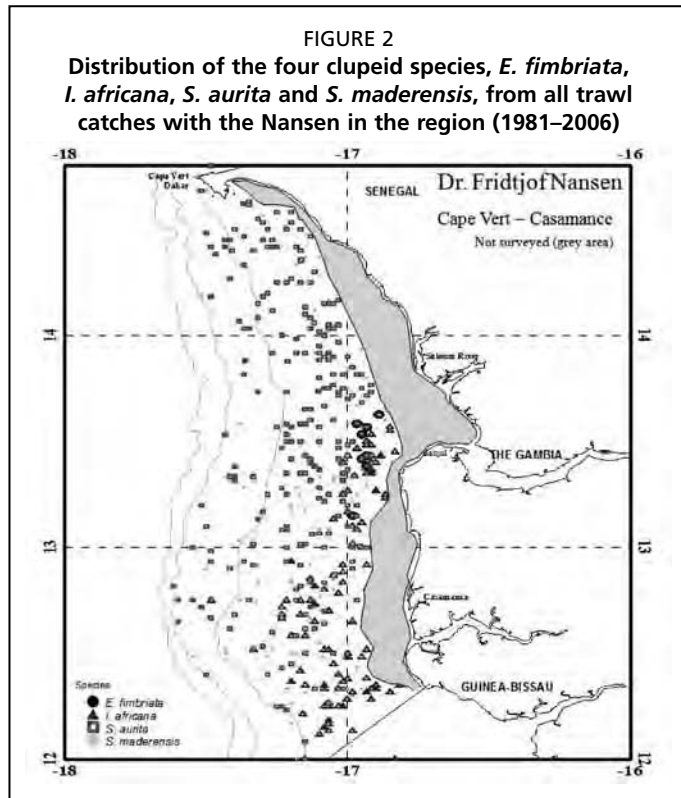 FIGURE 2
Distribution of the four clupeid species, E. fimbriata,
I. africana, S. aurita and S. maderensis, from all trawl
catches with the Nansen in the region (1981–2006)
-18
-17
-16
Cape Vert
Dakar
SENEGAL
Dr. Fridtjof Nansen
Cape Vert – Casamance
Not surveyed (grey area)
14
14
Saloum River
THE GAMBIA
Banjul
13
13
Casamance
GUINEA-BISSAU
Species
E. fimbriata
I. africana
S. aurita
S. maderensis
12
12
-18
-17
-16